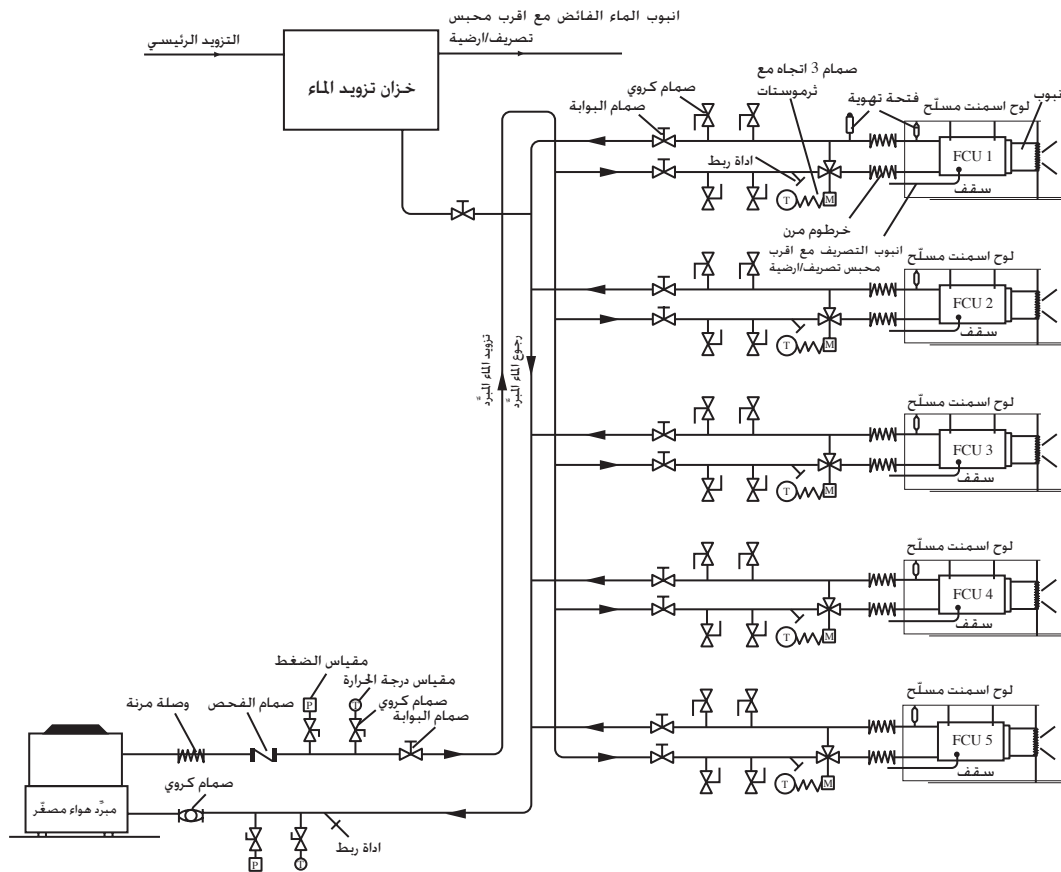 انبوب الماء الفائض مع اقرب محبس
تصريف/ارضية
التزويد الرئيسي
خزان تزويد الماء
صمام كروي
صمام البوابة
صمام 3 اتجاه مع
ثرموستات
فتحة تهوية
لوح اسمنت مسلّح
انبوب
FCU 1
سقف
اداة ربط
T
M
خرطوم مرن
انبوب التصريف مع اقرب
محبس تصريف/ارضية
لوح اسمنت مسلّح
FCU 2
سقف
T
M
تزويد الماء المبرّد
رجوع الماء المبرّد
لوح اسمنت مسلّح
FCU 3
سقف
T
M
لوح اسمنت مسلّح
FCU 4
سقف
T
M
لوح اسمنت مسلّح
FCU 5
سقف
T
M
مقياس الضغط
مقياس درجة الحرارة
وصلة مرنة
صمام الفحص
P
T
صمام كروي
صمام البوابة
صمام كروي
مبرّد هواء مصغّر
اداة ربط
P
T